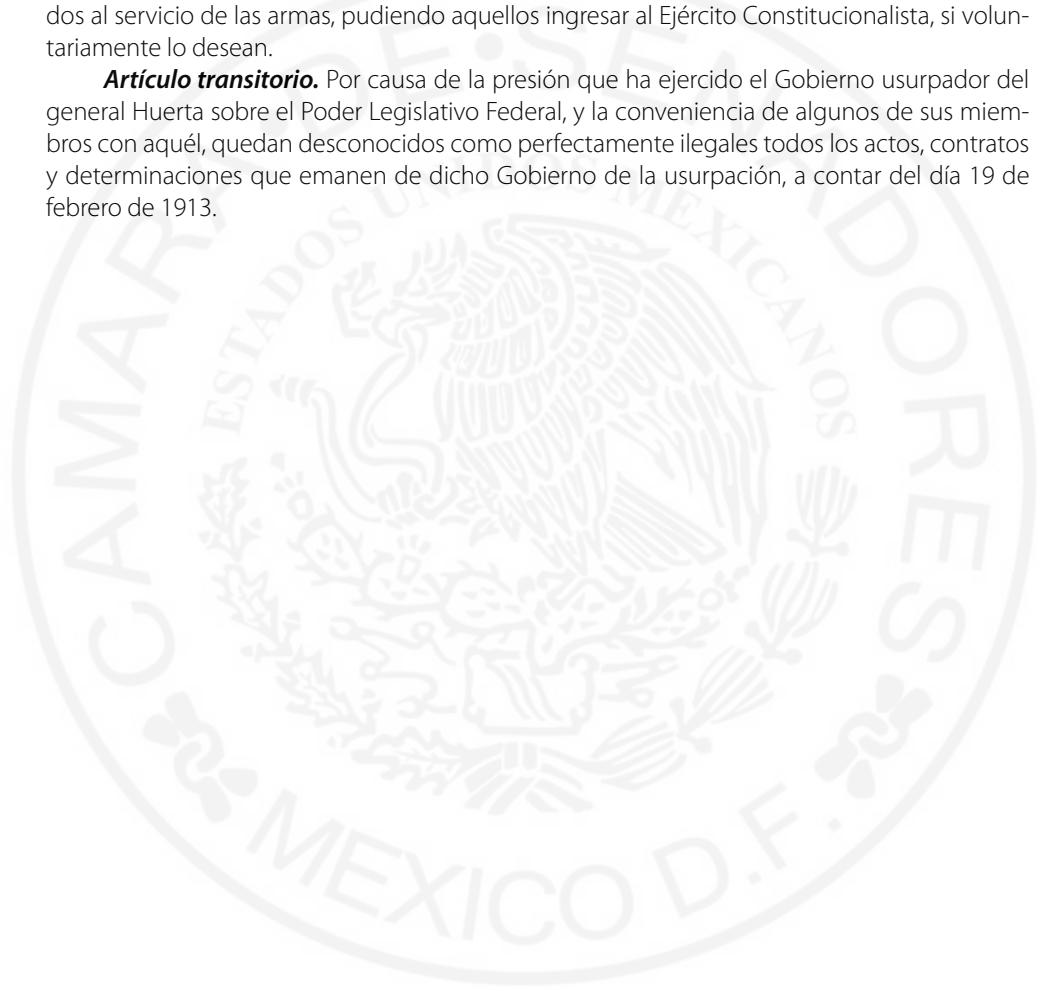 dos al servicio de las armas, pudiendo aquellos ingresar al Ejército Constitucionalista, si volun-
tariamente lo desean.
Artículo transitorio. Por causa de la presión que ha ejercido el Gobierno usurpador del
general Huerta sobre el Poder Legislativo Federal, y la conveniencia de algunos de sus miem-
bros con aquél, quedan desconocidos como perfectamente ilegales todos los actos, contratos
y determinaciones que emanen de dicho Gobierno de la usurpación, a contar del día 19 de
febrero de 1913.
CAMARA DE SENADORES
ESTADOS UNIDOS MEXICANOS
MEXICO D.F.